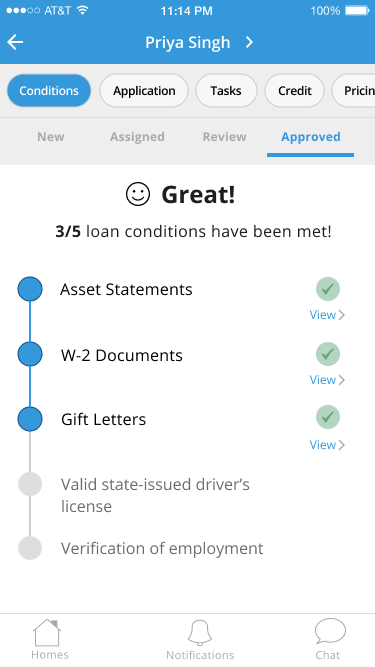 AT&T 11:14 PM 100%
Priya Singh
Conditions Application Tasks Credit Pricin
New Assigned Review Approved
Great!
3/5 loan conditions have been met!
Asset Statements
View
W-2 Documents
View
Gift Letters
View
Valid state-issued driver’s
license
Verification of employment
Homes Notifications Chat